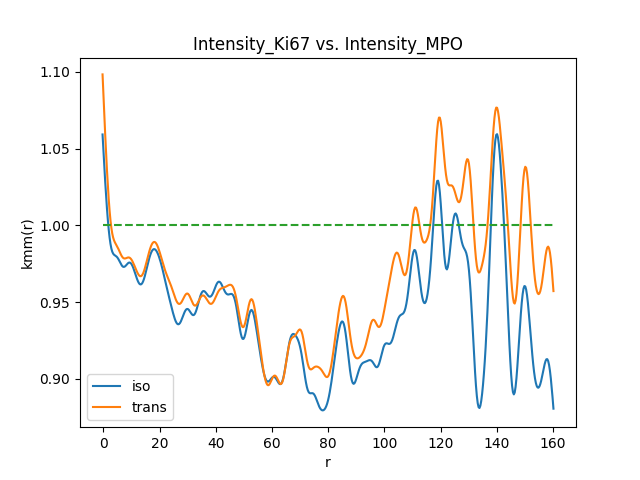 Intensity_Ki67 vs. Intensity_MPO
1.10
1.05
1.00
0.95
0.90
kmm(r)
iso
trans
0 20 40 60 80 100 120 140 160
r